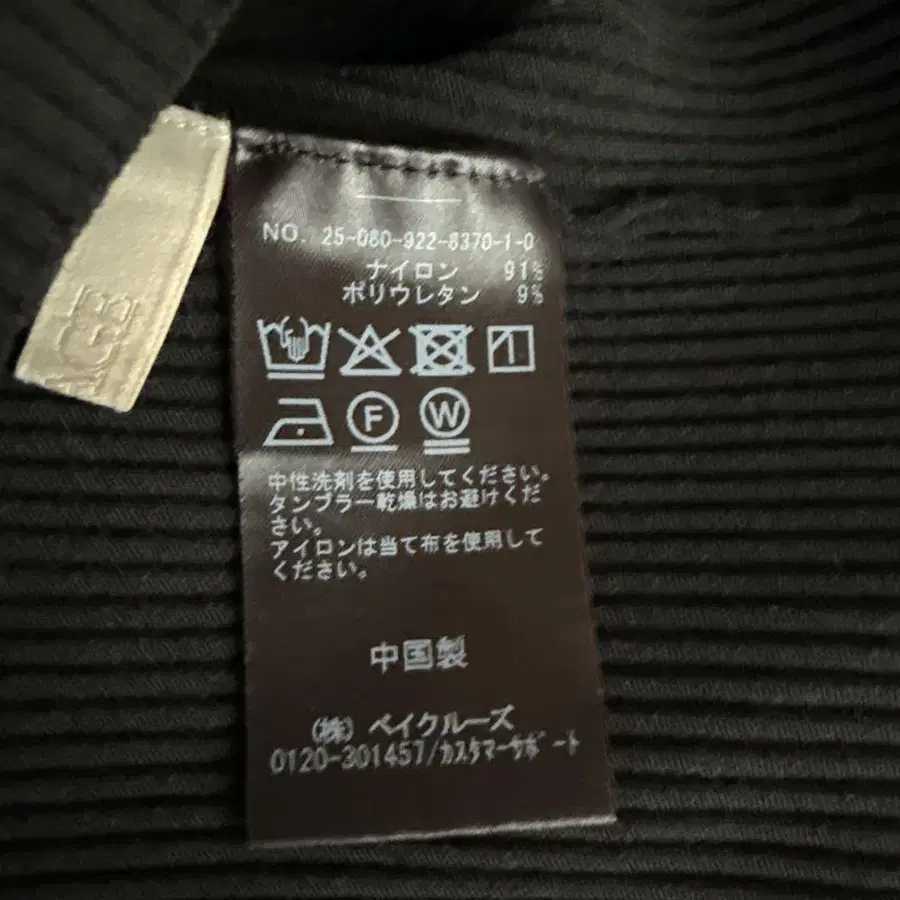 NO. 25-080-922-8370-1-0
ナイロン 91%
ポリウレタン 9%
F W
中性洗剤を使用してください。
タンブラー乾燥はお避けくだ
さい。
アイロンは当て布を使用して
ください。
中国製
(株) ベイクルーズ
0120-301457/カスタマーサポート